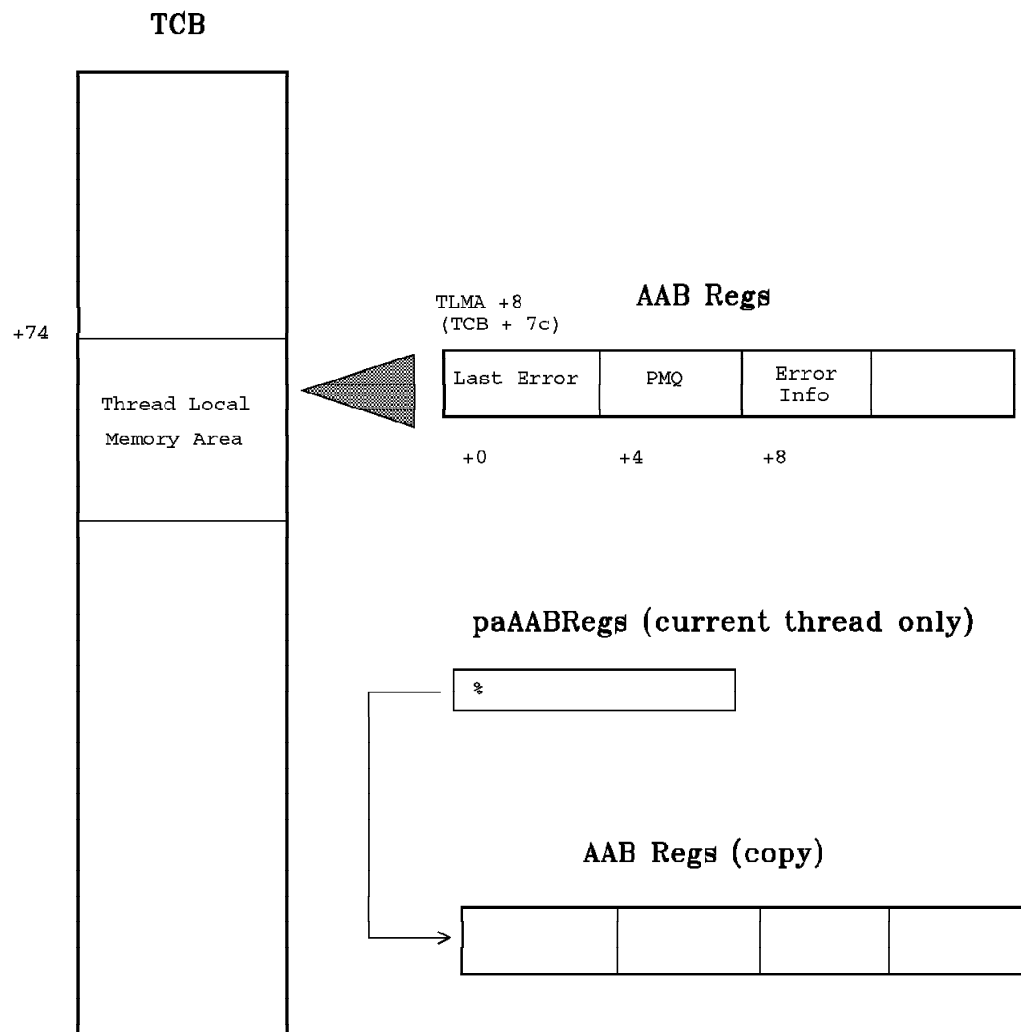 TCB
+74
Thread Local
Memory Area
TLMA +8
(TCB + 7c)
AAB Regs
Last Error
PMQ
Error
Info
+0
+4
+8
paAABRegs (current thread only)
%
AAB Regs (copy)